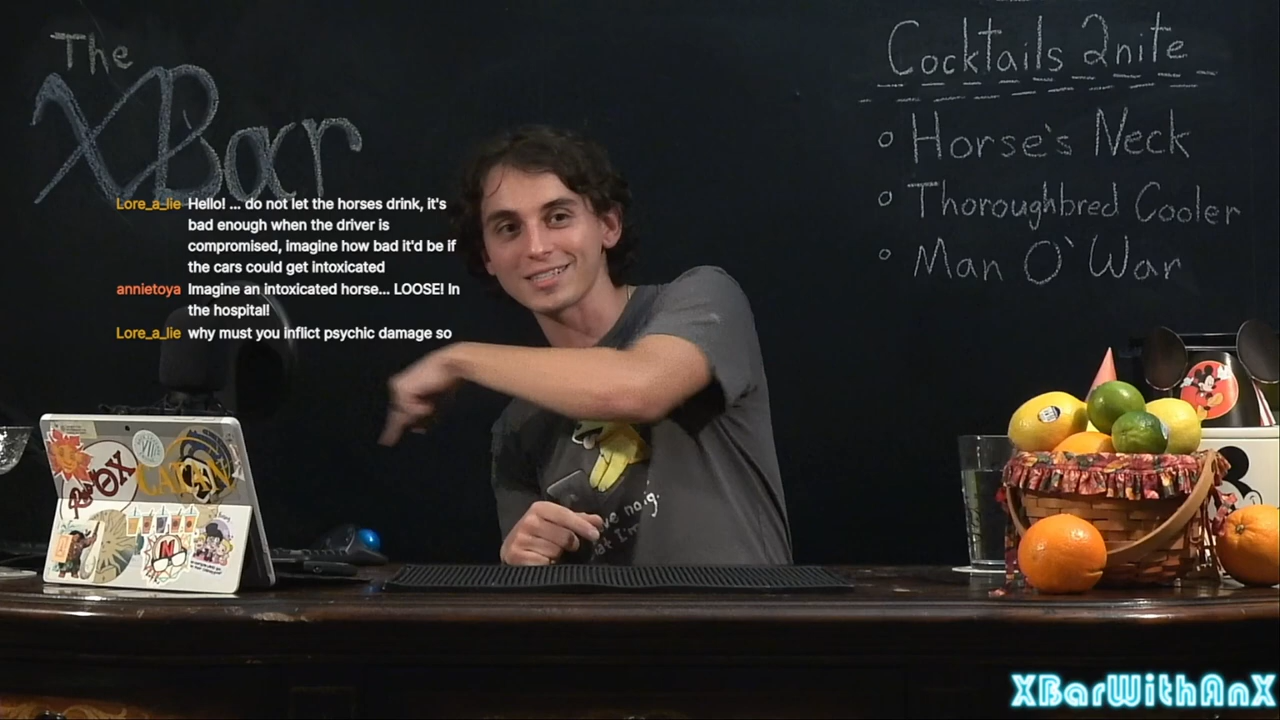 The
XBar
Cocktails 2nite
Horse's Neck
Thoroughbred Cooler
Man O'War
Lore_a_lie Hello! ... do not let the horses drink, it's
bad enough when the driver is
compromised, imagine how bad it'd be if
the cars could get intoxicated
annietoya Imagine an intoxicated horse... LOOSE! In
the hospital!
Lore_a_lie why must you inflict psychic damage so
OX
CATAN
N
XBarWithAnX